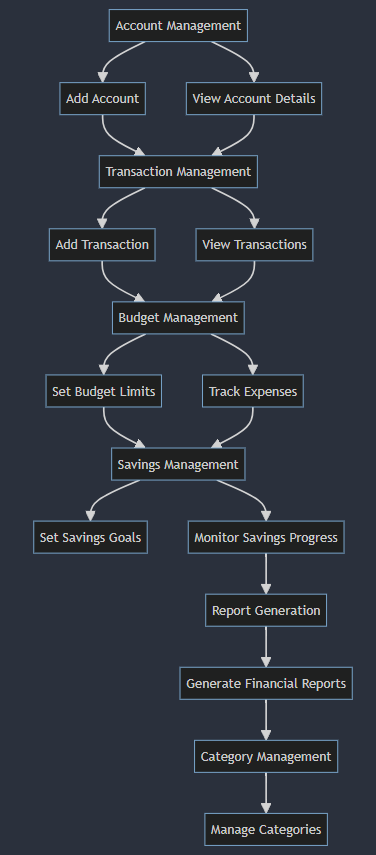 Account Management
Add Account
View Account Details
Transaction Management
Add Transaction
View Transactions
Budget Management
Set Budget Limits
Track Expenses
Savings Management
Set Savings Goals
Monitor Savings Progress
Report Generation
Generate Financial Reports
Category Management
Manage Categories